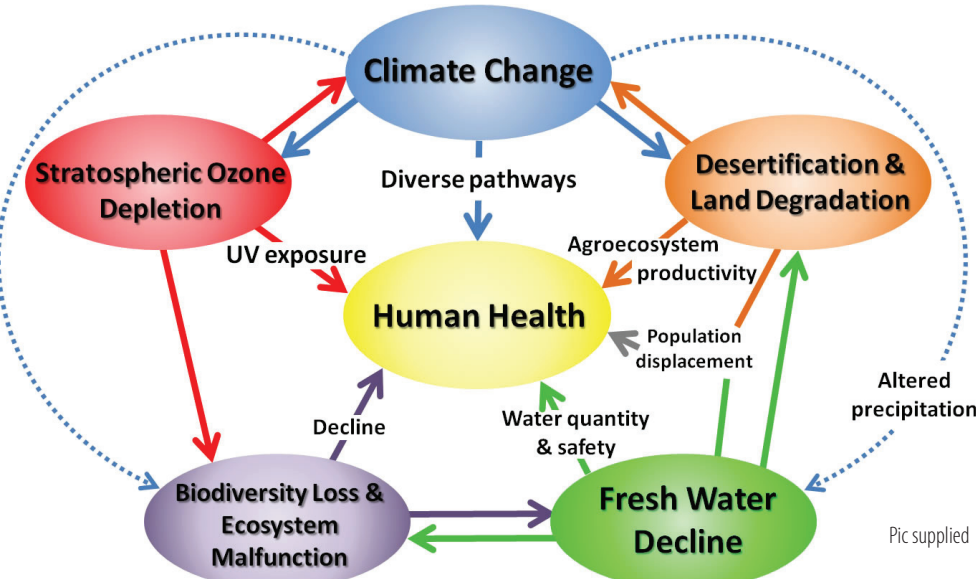 Climate Change
Stratospheric Ozone
Depletion
Desertification &
Land Degradation
Diverse pathways
UV exposure
Agroecosystem
productivity
Human Health
Population
displacement
Altered
precipitation
Decline
Water quantity
& safety
Biodiversity Loss &
Ecosystem
Malfunction
Fresh Water
Decline
Pic supplied